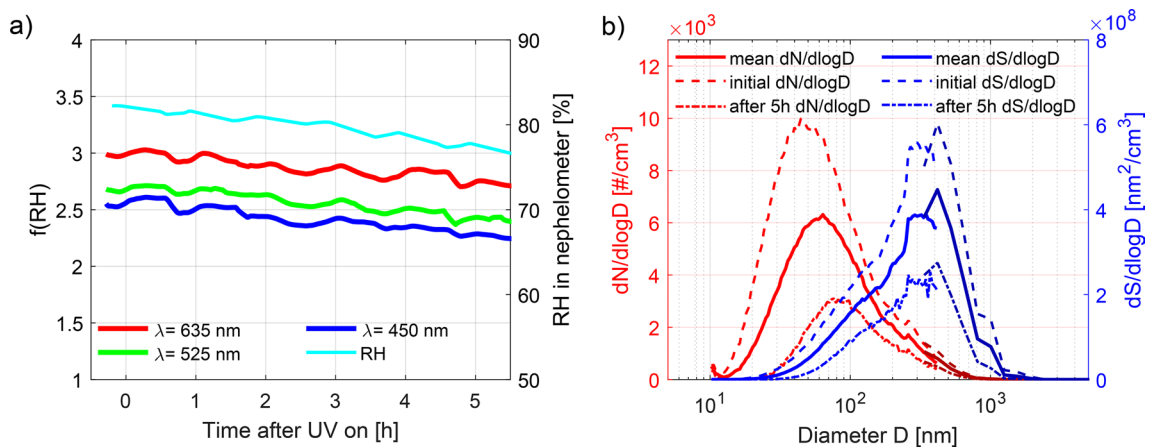 a)
4
3.5
3
2.5
2
1.5
1
f(RH)
90
80
70
60
50
RH in nephelometer [%]
λ= 635 nm
λ= 525 nm
λ= 450 nm
RH
0 1 2 3 4 5
Time after UV on [h]
b)
×10³
12
10
8
6
4
2
0
dN/dlogD [#/cm³]
×10⁸
8
6
4
2
0
dS/dlogD [nm²/cm³]
mean dN/dlogD
initial dN/dlogD
after 5h dN/dlogD
mean dS/dlogD
initial dS/dlogD
after 5h dS/dlogD
10¹ 10² 10³
Diameter D [nm]